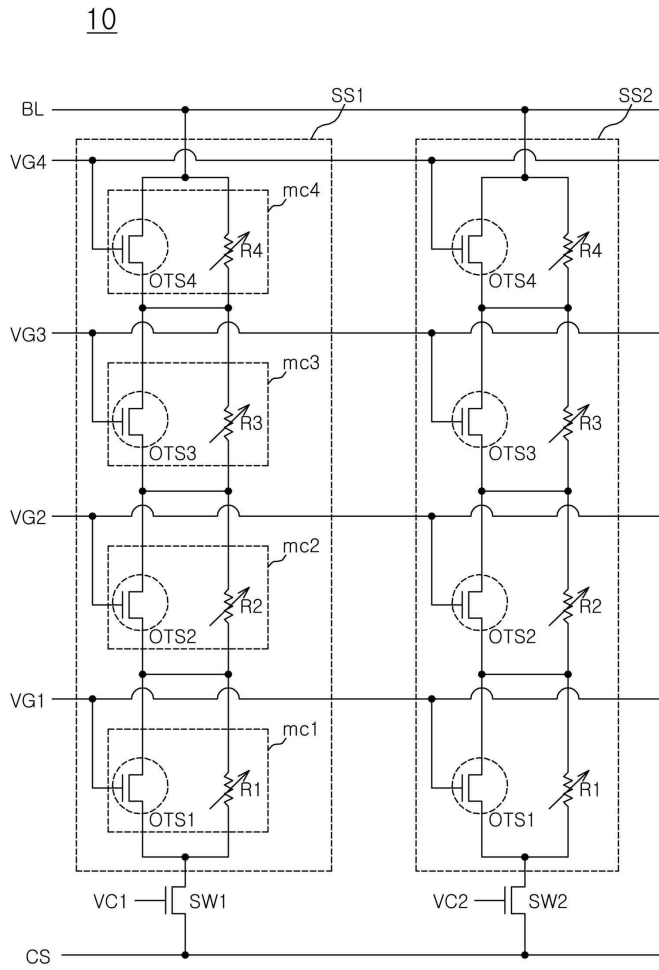 10
SS1 SS2
BL
VG4
mc4
R4 R4
OTS4 OTS4
VG3
mc3
R3 R3
OTS3 OTS3
VG2
mc2
R2 R2
OTS2 OTS2
VG1
mc1
R1 R1
OTS1 OTS1
VC1 SW1 VC2 SW2
CS